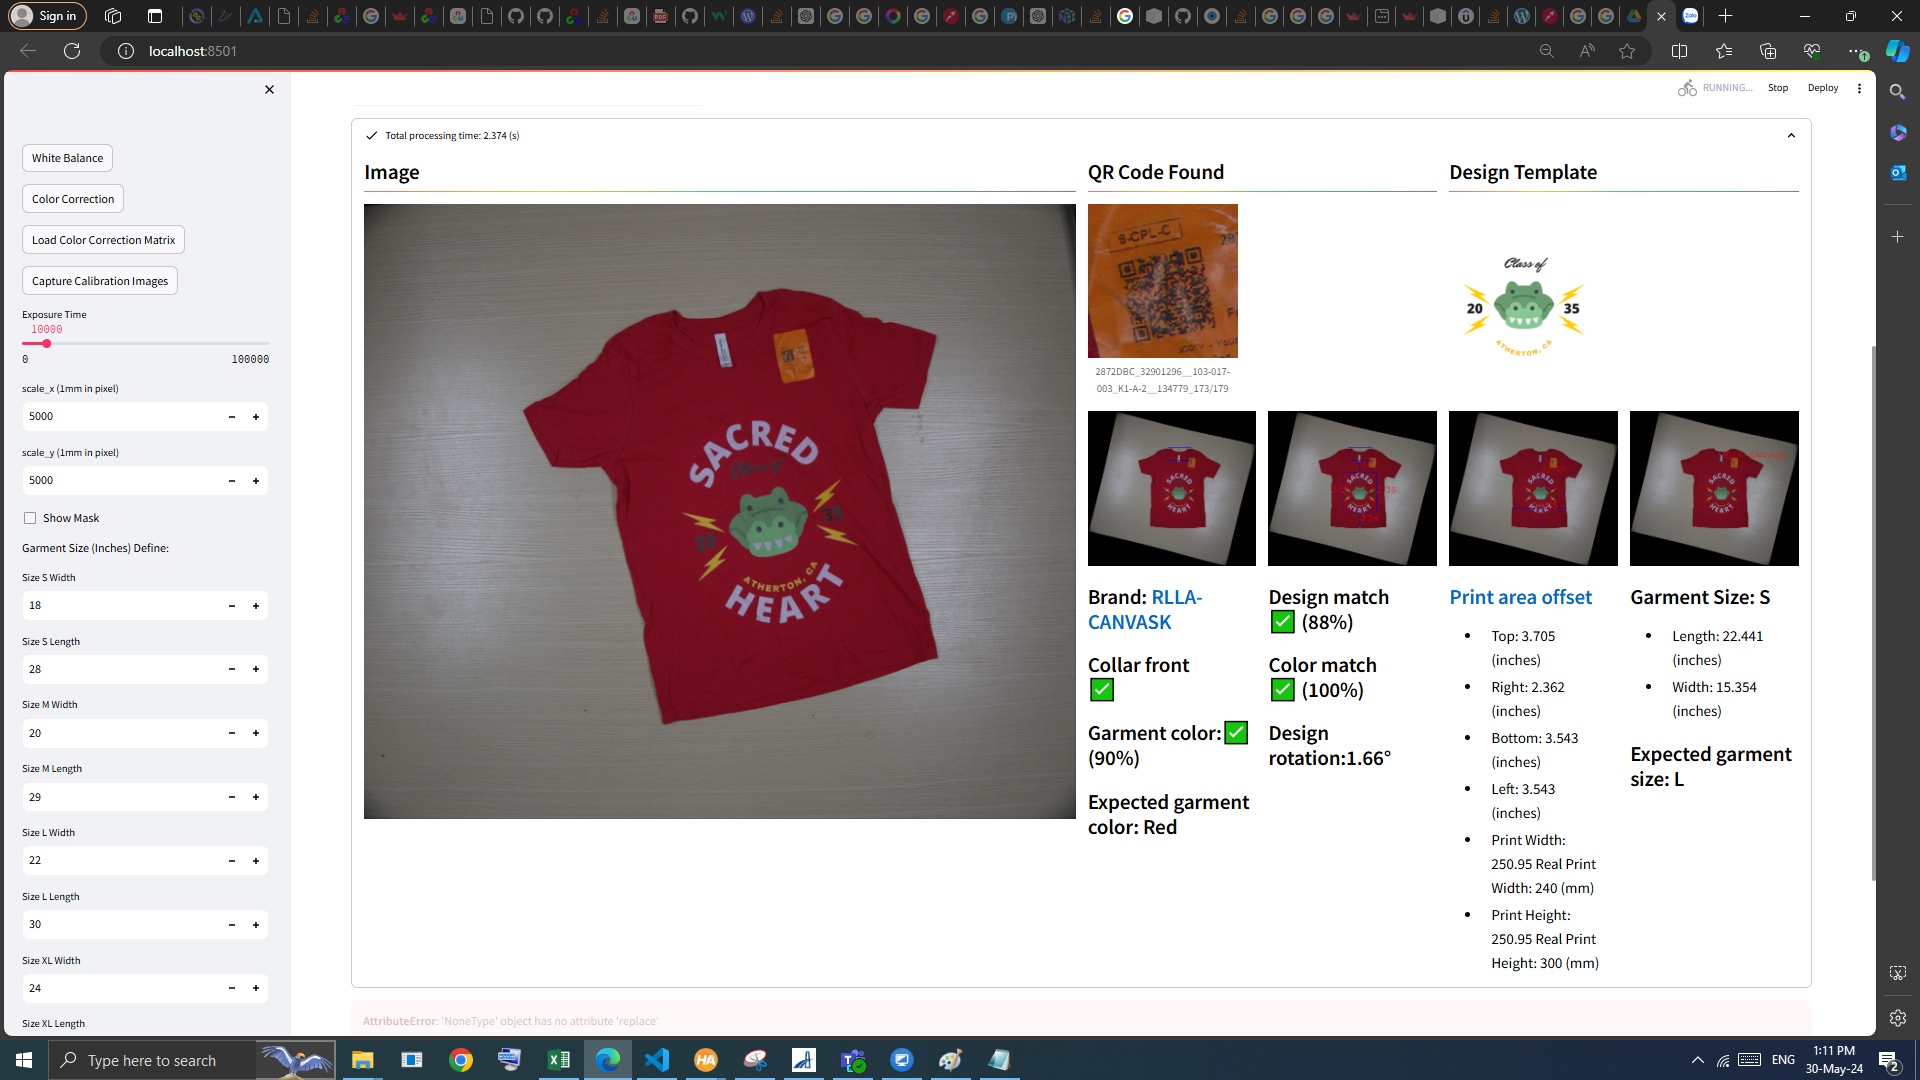 Sign in
localhost:8501
RUNNING...
Stop
Deploy
White Balance
Color Correction
Load Color Correction Matrix
Capture Calibration Images
Exposure Time
10000
0
100000
scale_x (1mm in pixel)
5000
scale_y (1mm in pixel)
5000
Show Mask
Garment Size (Inches) Define:
Size S Width
18
Size S Length
28
Size M Width
20
Size M Length
29
Size L Width
22
Size L Length
30
Size XL Width
24
Size XL Length
Total processing time: 2.374 (s)
Image
SACRED
Class of
35
ATHERTON, CA
HEART
QR Code Found
6-CPL-C
2872DBC_32901296__103-017-
003_K1-A-2__134779_173/179
Design Template
Class of
20
35
ATHERTON, CA
Brand: RLLA-
CANVASK
Collar front
Garment color:
(90%)
Expected garment
color: Red
Design match
(88%)
Color match
(100%)
Design
rotation:1.66°
Print area offset
Top: 3.705
(inches)
Right: 2.362
(inches)
Bottom: 3.543
(inches)
Left: 3.543
(inches)
Print Width:
250.95 Real Print
Width: 240 (mm)
Print Height:
250.95 Real Print
Height: 300 (mm)
Garment Size: S
Length: 22.441
(inches)
Width: 15.354
(inches)
Expected garment
size: L
AttributeError: 'NoneType' object has no attribute 'replace'
Type here to search
ENG
1:11 PM
30-May-24
2